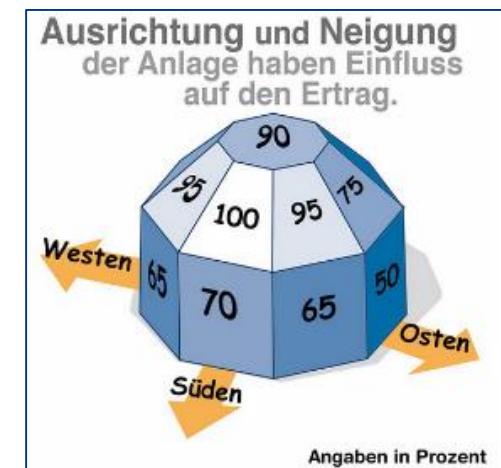 Ausrichtung und Neigung
der Anlage haben Einfluss
auf den Ertrag.
90
95
100
95
75
Westen
65
70
65
50
Osten
Süden
Angaben in Prozent